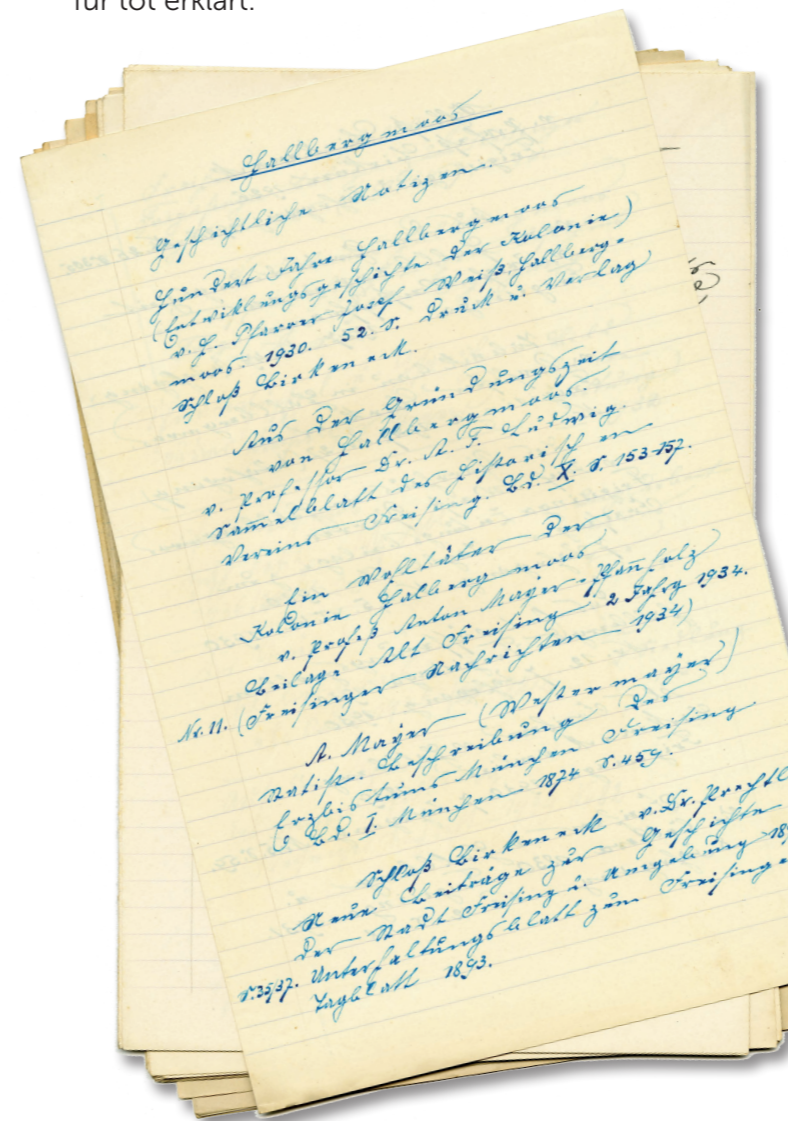 für tot erklärt.
Hallbergmoos
Geschichtliche Notizen.
Hundert Jahre Hallbergmoos
(Entwicklungsgeschichte der Kolonie)
v. H. Pfarrer Josef Weiß. Hallberg-
moos. 1930. 52. S. Druck u. Verlag
Schloß Birkeneck.
Aus der Gründungszeit
von Hallbergmoos.
v. Professor Dr. A. F. Ludwig.
Sammelblatt des Historischen
Vereins Freising. Bd. X. S. 153-157.
Ein Wohltäter der
Kolonie Hallbergmoos
v. Profeß Anton Mayer-Pfannholz
Beilage Alt Freising 2 Jahrg 1934.
Nr. 11. (Freisinger Nachrichten 1934)
A. Mayer (Westermayer)
Statist. Beschreibung des
Erzbistums München Freising
Bd. I. München 1874 S. 459.
Schloß Birkeneck v. Dr. Prechtl
Neue Beiträge zur Geschichte
der Stadt Freising u. Umgebung 18
S. 35/37. Unterhaltungsblatt zum Freisinger
Tagblatt 1893.